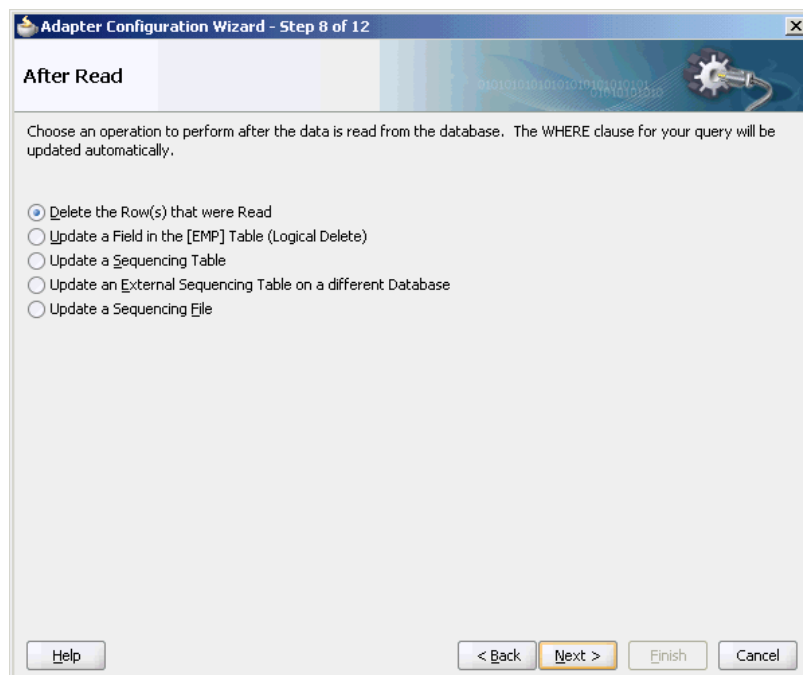 Adapter Configuration Wizard - Step 8 of 12
After Read
Choose an operation to perform after the data is read from the database. The WHERE clause for your query will be
updated automatically.
Delete the Row(s) that were Read
Update a Field in the [EMP] Table (Logical Delete)
Update a Sequencing Table
Update an External Sequencing Table on a different Database
Update a Sequencing File
Help
< Back
Next >
Finish
Cancel